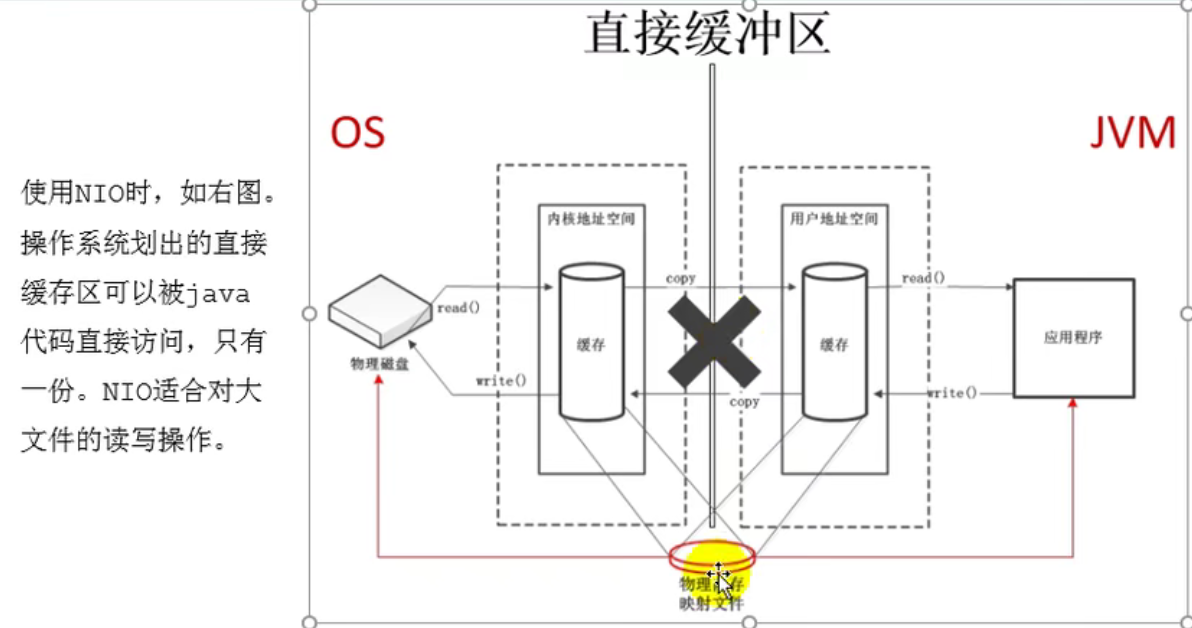 直接缓冲区
OS
JVM
使用NIO时，如右图。
操作系统划出的直接
缓存区可以被java
代码直接访问，只有
一份。NIO适合对大
文件的读写操作。
内核地址空间
用户地址空间
copy
read()
read()
缓存
缓存
应用程序
物理磁盘
write()
copy
write()
物理内存
映射文件